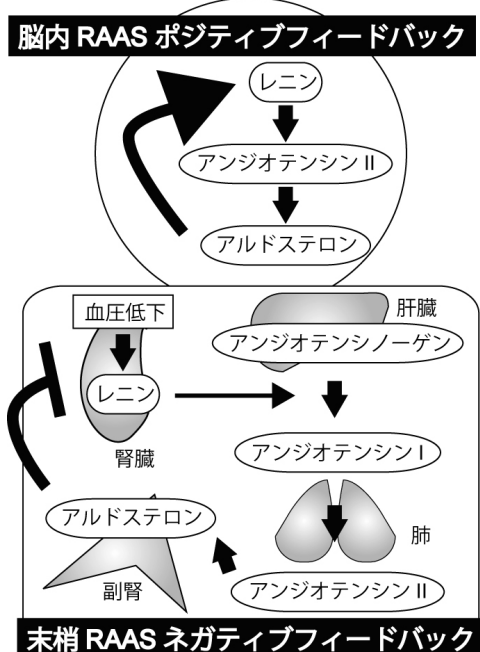 脳内 RAAS ポジティブフィードバック
レニン
アンジオテンシン II
アルドステロン
血圧低下
肝臓
アンジオテンシノーゲン
レニン
腎臓
アンジオテンシン I
アルドステロン
肺
副腎
アンジオテンシン II
末梢 RAAS ネガティブフィードバック